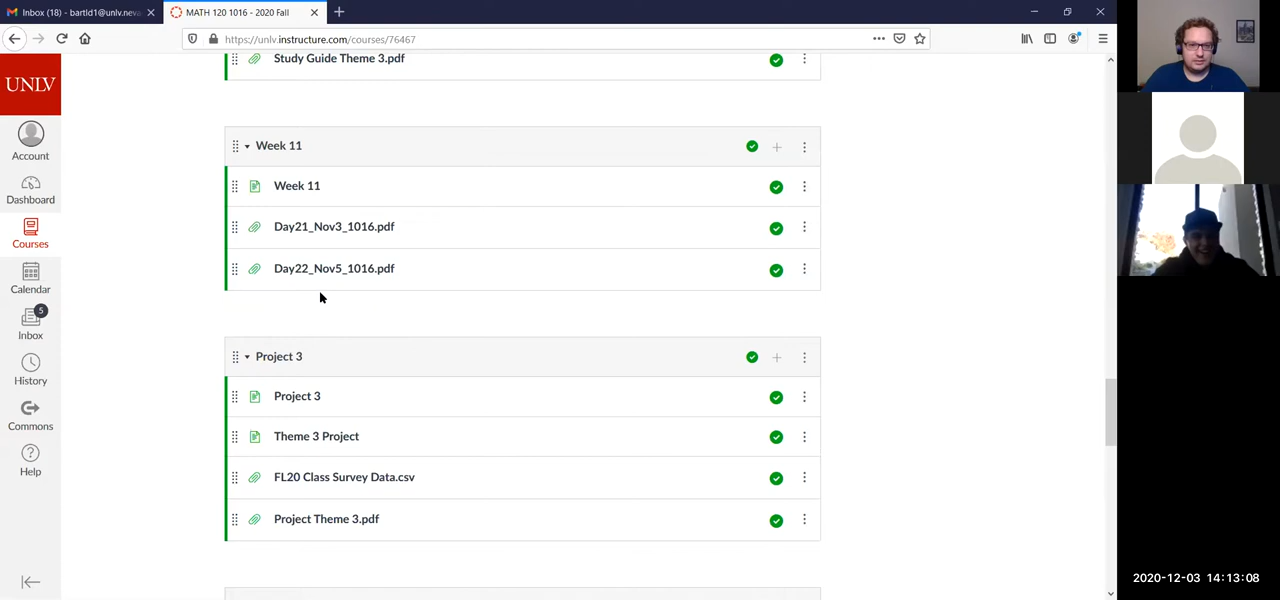 Inbox (18) - bartld1@unlv.neva
MATH 120 1016 - 2020 Fall
https://unlv.instructure.com/courses/76467
UNLV
Account
Dashboard
Courses
Calendar
5
Inbox
History
Commons
Help
Study Guide Theme 3.pdf
Week 11
Week 11
Day21_Nov3_1016.pdf
Day22_Nov5_1016.pdf
Project 3
Project 3
Theme 3 Project
FL20 Class Survey Data.csv
Project Theme 3.pdf
2020-12-03 14:13:08